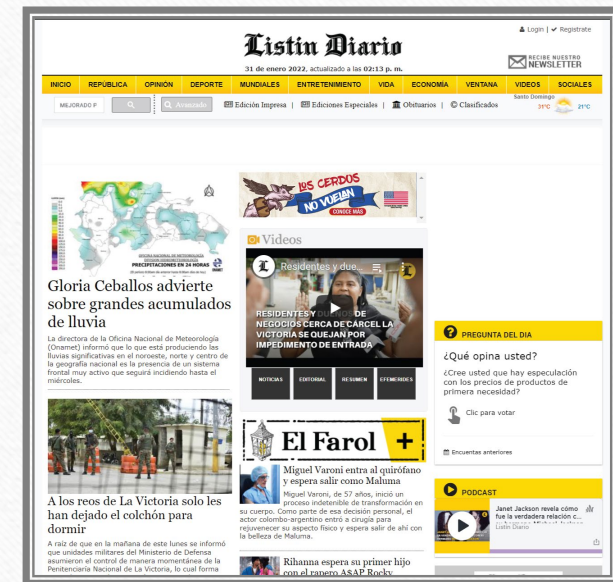 Login | Registrate
Listin Diario
31 de enero 2022, actualizado a las 02:13 p. m.
RECIBE NUESTRO
NEWSLETTER
INICIO REPÚBLICA OPINIÓN DEPORTE MUNDIALES ENTRETENIMIENTO VIDA ECONOMÍA VENTANA VIDEOS SOCIALES
MEJORADO P Avanzado Edición Impresa | Ediciones Especiales | Obituarios | © Clasificados
Santo Domingo
31°C 21°C
OFICINA NACIONAL DE METEOROLOGÍA
PRECIPITACIONES EN 24 HORAS
Gloria Ceballos advierte
sobre grandes acumulados
de lluvia
La directora de la Oficina Nacional de Meteorología
(Onamet) informó que lo que está produciendo las
lluvias significativas en el noroeste, norte y centro de
la geografía nacional es la presencia de un sistema
frontal muy activo que seguirá incidiendo hasta el
miércoles.
A los reos de La Victoria solo les
han dejado el colchón para
dormir
A raíz de que en la mañana de este lunes se informó
que unidades militares del Ministerio de Defensa
asumieron el control de manera momentánea de la
Penitenciaría Nacional de La Victoria, lo cual forma
LOS CERDOS
NO VUELAN
CONOCE MÁS
Videos
Residentes y due...
RESIDENTES Y DUEÑOS DE
NEGOCIOS CERCA DE CÁRCEL LA
VICTORIA SE QUEJAN POR
IMPEDIMENTO DE ENTRADA
NOTICIAS EDITORIAL RESUMEN EFEMERIDES
El Farol +
Miguel Varoni entra al quirófano
y espera salir como Maluma
Miguel Varoni, de 57 años, inició un
proceso indetenible de transformación en
su cuerpo. Como parte de esa decisión personal, el
actor colombo-argentino entró a cirugía para
rejuvenecer su aspecto físico y espera salir de ahí con
la belleza de Maluma.
Rihanna espera su primer hijo
con el rapero A$AP Rocky
PREGUNTA DEL DIA
¿Qué opina usted?
¿Cree usted que hay especulación
con los precios de productos de
primera necesidad?
Clic para votar
Encuestas anteriores
PODCAST
Janet Jackson revela cómo
fue la verdadera relación c...
Listín Diario